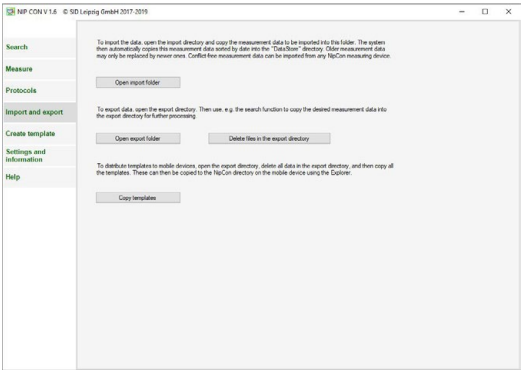 NIP CON V 1.6 © SID Leipzig GmbH 2017-2019
Search
Measure
Protocols
Import and export
Create template
Settings and
information
Help
To import the data, open the import directory and copy the measurement data to be imported into this folder. The system
then automatically copies this measurement data sorted by date into the "DataStore" directory. Older measurement data
may only be replaced by newer ones. Conflict-free measurement data can be imported from any NipCon measuring device.
Open import folder
To export data, open the export directory. Then use, e.g. the search function to copy the desired measurement data into
the export directory for further processing.
Open export folder
Delete files in the export directory
To distribute templates to mobile devices, open the export directory, delete all data in the export directory, and then copy all
the templates. These can then be copied to the NipCon directory on the mobile device using the Explorer.
Copy templates